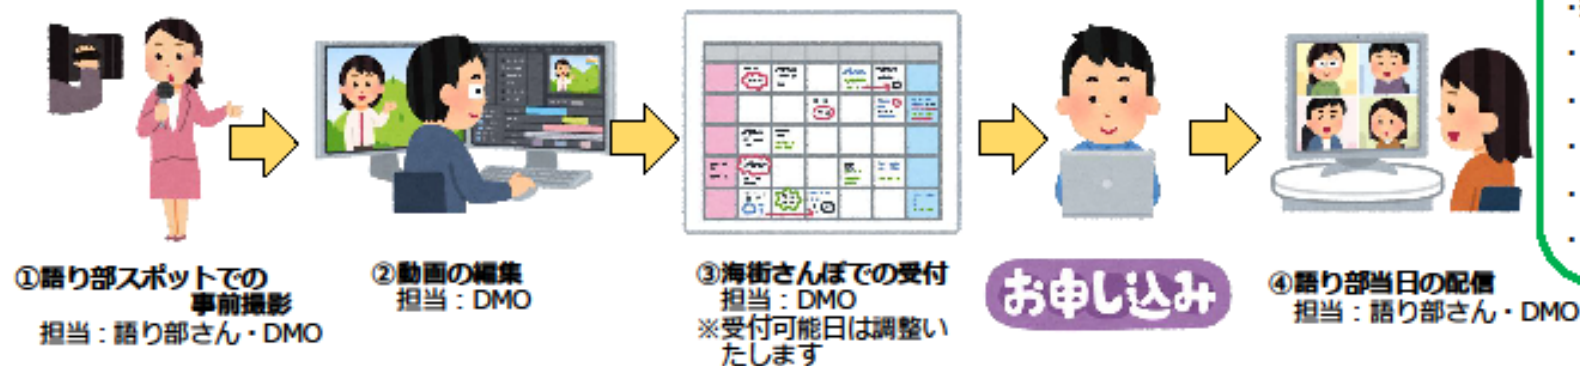 ①語り部スポットでの
事前撮影
担当：語り部さん・DMO
②動画の編集
担当：DMO
③海街さんぽでの受付
担当：DMO
※受付可能日は調整い
たします
お申し込み
④語り部当日の配信
担当：語り部さん・DMO